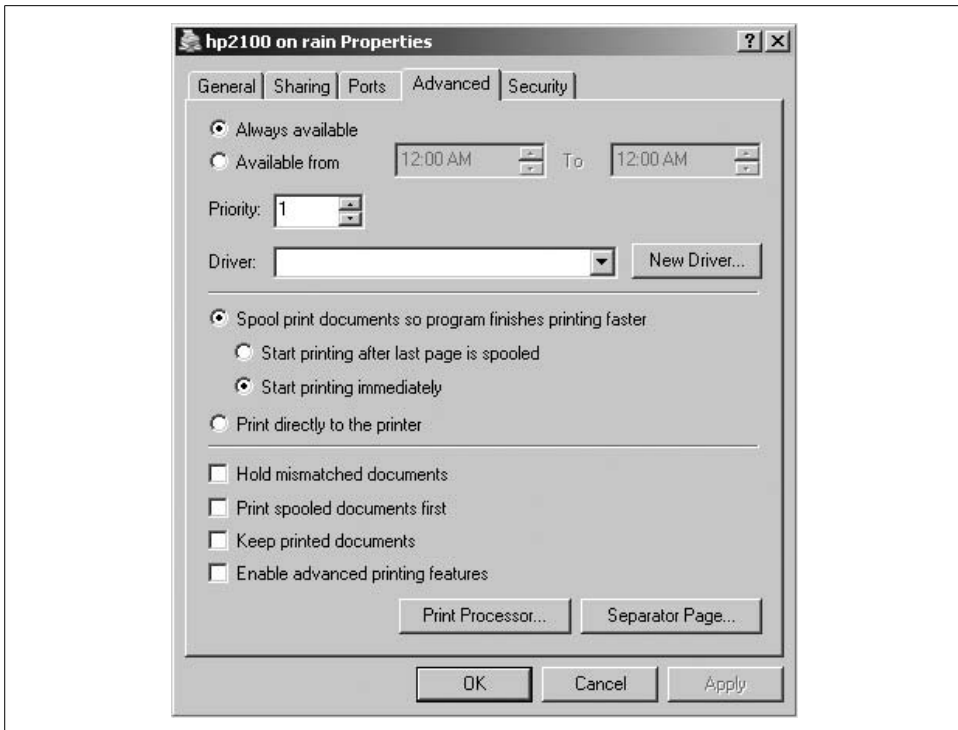 hp2100 on rain Properties
? X
General Sharing Ports Advanced Security
Always available
Available from 12:00 AM To 12:00 AM
Priority: 1
Driver: New Driver...
Spool print documents so program finishes printing faster
Start printing after last page is spooled
Start printing immediately
Print directly to the printer
Hold mismatched documents
Print spooled documents first
Keep printed documents
Enable advanced printing features
Print Processor... Separator Page...
OK Cancel Apply